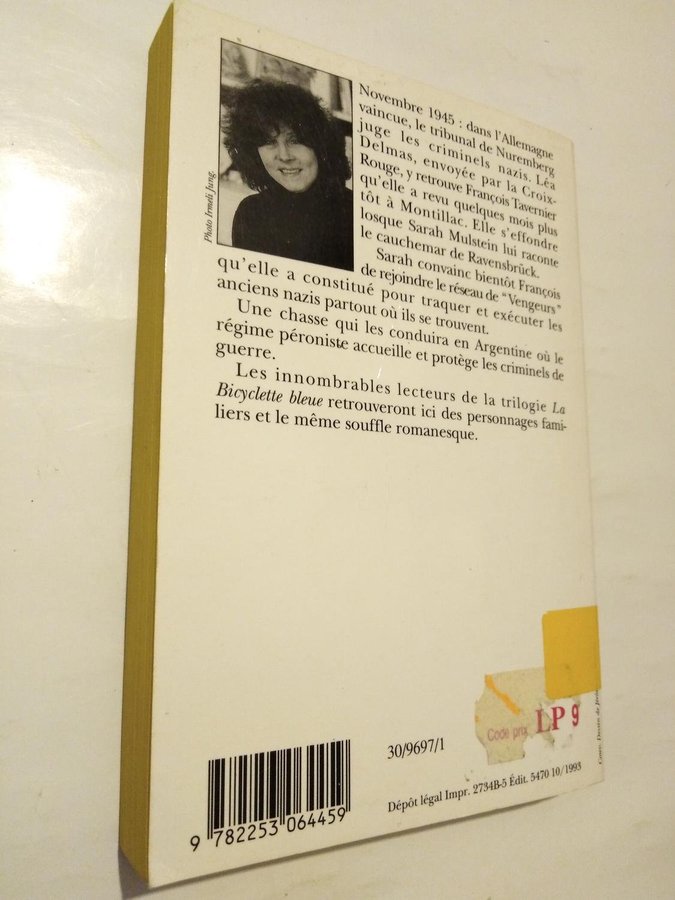 Novembre 1945 : dans l'Allemagne
vaincue, le tribunal de Nuremberg
juge les criminels nazis. Léa
Delmas, envoyée par la Croix-
Rouge, y retrouve François Tavernier
qu'elle a revu quelques mois plus
tôt à Montillac. Elle s'effondre
losque Sarah Mulstein lui raconte
le cauchemar de Ravensbrück.
Sarah convainc bientôt François
de rejoindre le réseau de "Vengeurs"
qu'elle a constitué pour traquer et exécuter les
anciens nazis partout où ils se trouvent.
Une chasse qui les conduira en Argentine où le
régime péroniste accueille et protège les criminels de
guerre.
Les innombrables lecteurs de la trilogie La
Bicyclette bleue retrouveront ici des personnages fami-
liers et le même souffle romanesque.
Photo Irmeli Jung.
Code prix LP 9
30/9697/1
9 782253 064459
Dépôt légal Impr. 2734B-5 Édit. 5470 10/1993